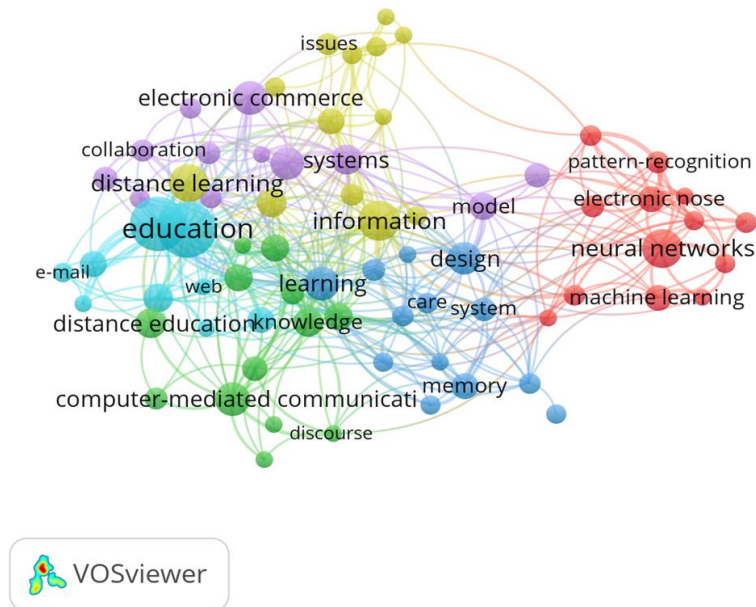 issues
electronic commerce
collaboration
systems
pattern-recognition
distance learning
electronic nose
model
information
education
neural networks
design
e-mail
web
learning
care
system
machine learning
distance education
knowledge
memory
computer-mediated communicati
discourse
VOSviewer